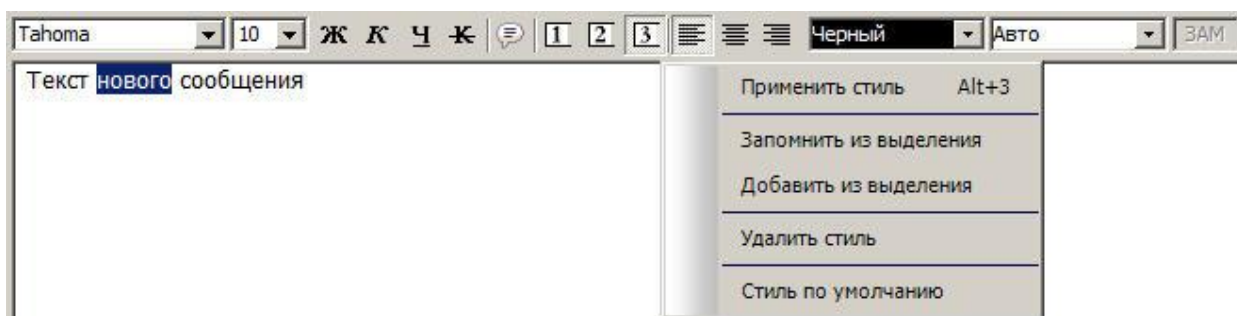 Tahoma 10 Ж К Ч К 1 2 3 Черный Авто ЗАМ
Текст нового сообщения
Применить стиль Alt+3
Запомнить из выделения
Добавить из выделения
Удалить стиль
Стиль по умолчанию